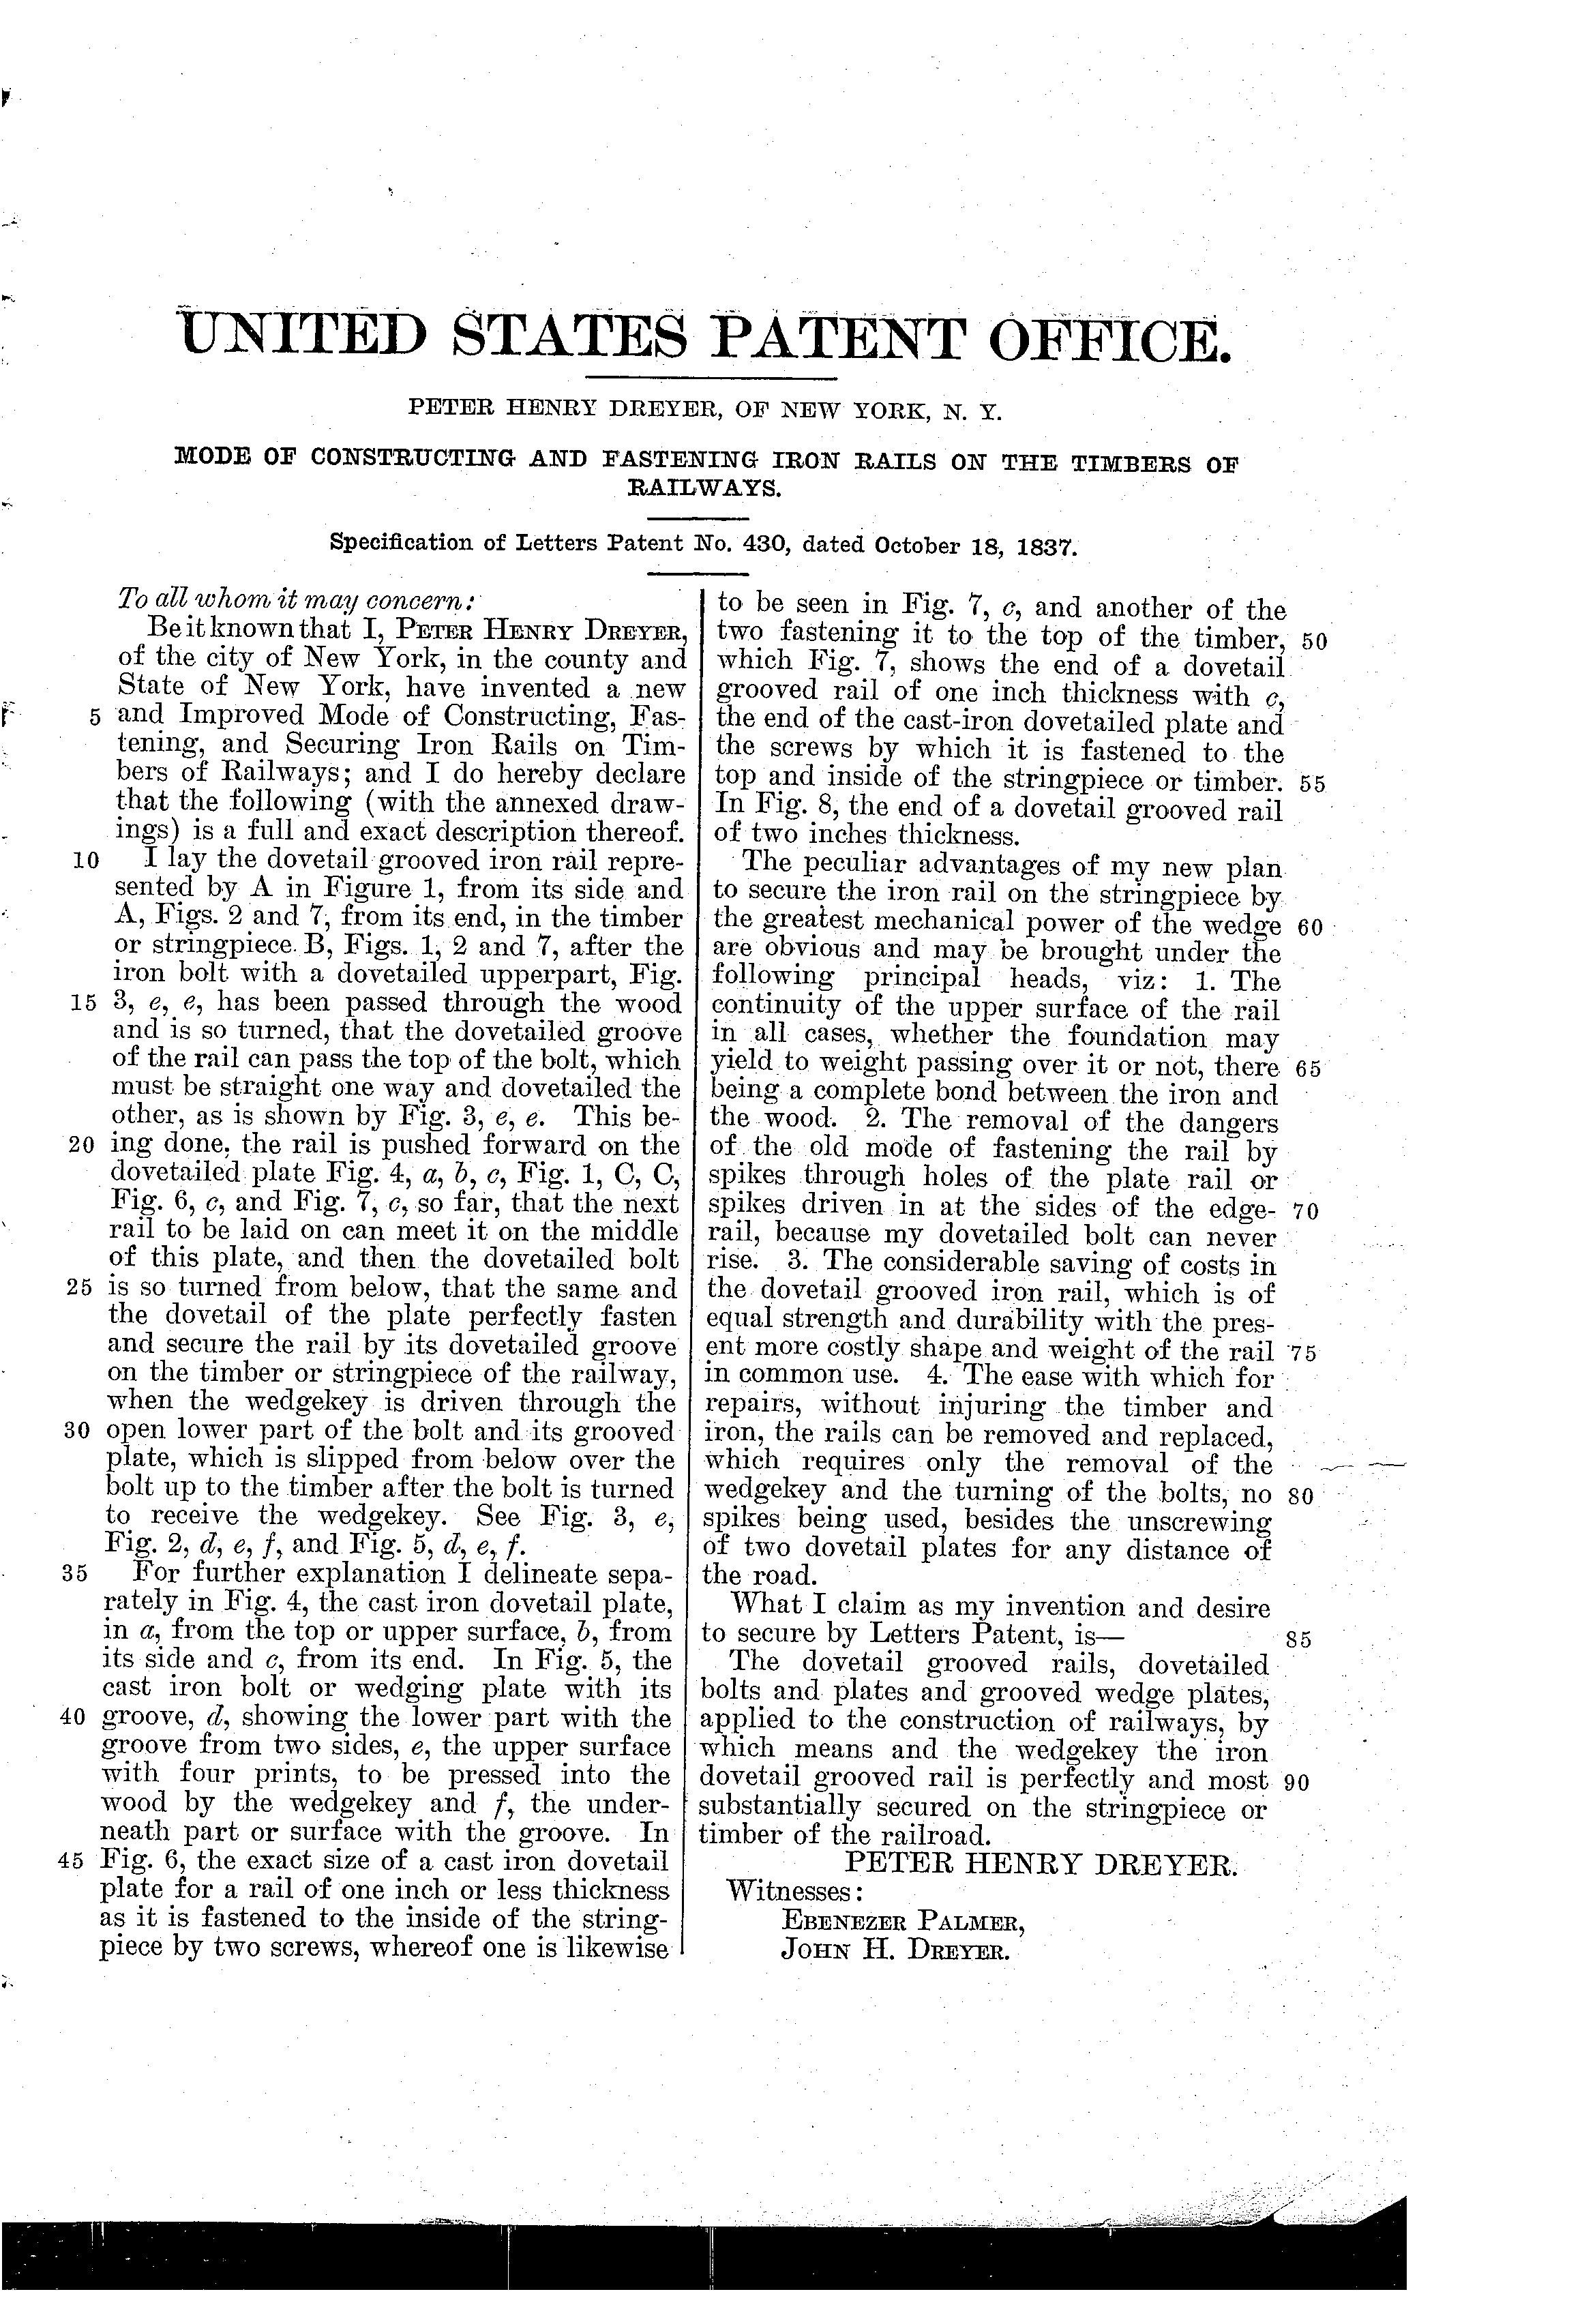 UNITED STATES PATENT OFFICE.
PETER HENRY DREYER, OF NEW YORK, N. Y.
MODE OF CONSTRUCTING AND FASTENING IRON RAILS ON THE TIMBERS OF
RAILWAYS.
Specification of Letters Patent No. 430, dated October 18, 1837.
To all whom it may concern:
Be it known that I, PETER HENRY DREYER,
of the city of New York, in the county and
State of New York, have invented a new
5 and Improved Mode of Constructing, Fas-
tening, and Securing Iron Rails on Tim-
bers of Railways; and I do hereby declare
that the following (with the annexed draw-
ings) is a full and exact description thereof.
10 I lay the dovetail grooved iron rail repre-
sented by A in Figure 1, from its side and
A, Figs. 2 and 7, from its end, in the timber
or stringpiece B, Figs. 1, 2 and 7, after the
iron bolt with a dovetailed upperpart, Fig.
15 3, e, e, has been passed through the wood
and is so turned, that the dovetailed groove
of the rail can pass the top of the bolt, which
must be straight one way and dovetailed the
other, as is shown by Fig. 3, e, e. This be-
20 ing done, the rail is pushed forward on the
dovetailed plate Fig. 4, a, b, c, Fig. 1, C, C,
Fig. 6, c, and Fig. 7, c, so far, that the next
rail to be laid on can meet it on the middle
of this plate, and then the dovetailed bolt
25 is so turned from below, that the same and
the dovetail of the plate perfectly fasten
and secure the rail by its dovetailed groove
on the timber or stringpiece of the railway,
when the wedgekey is driven through the
30 open lower part of the bolt and its grooved
plate, which is slipped from below over the
bolt up to the timber after the bolt is turned
to receive the wedgekey. See Fig. 3, e,
Fig. 2, d, e, f, and Fig. 5, d, e, f.
35 For further explanation I delineate sepa-
rately in Fig. 4, the cast iron dovetail plate,
in a, from the top or upper surface, b, from
its side and c, from its end. In Fig. 5, the
cast iron bolt or wedging plate with its
40 groove, d, showing the lower part with the
groove from two sides, e, the upper surface
with four prints, to be pressed into the
wood by the wedgekey and f, the under-
neath part or surface with the groove. In
45 Fig. 6, the exact size of a cast iron dovetail
plate for a rail of one inch or less thickness
as it is fastened to the inside of the string-
piece by two screws, whereof one is likewise
to be seen in Fig. 7, c, and another of the
two fastening it to the top of the timber, 50
which Fig. 7, shows the end of a dovetail
grooved rail of one inch thickness with c,
the end of the cast-iron dovetailed plate and
the screws by which it is fastened to the
top and inside of the stringpiece or timber. 55
In Fig. 8, the end of a dovetail grooved rail
of two inches thickness.
The peculiar advantages of my new plan
to secure the iron rail on the stringpiece by
the greatest mechanical power of the wedge 60
are obvious and may be brought under the
following principal heads, viz: 1. The
continuity of the upper surface of the rail
in all cases, whether the foundation may
yield to weight passing over it or not, there 65
being a complete bond between the iron and
the wood. 2. The removal of the dangers
of the old mode of fastening the rail by
spikes through holes of the plate rail or
spikes driven in at the sides of the edge- 70
rail, because my dovetailed bolt can never
rise. 3. The considerable saving of costs in
the dovetail grooved iron rail, which is of
equal strength and durability with the pres-
ent more costly shape and weight of the rail 75
in common use. 4. The ease with which for
repairs, without injuring the timber and
iron, the rails can be removed and replaced,
which requires only the removal of the
wedgekey and the turning of the bolts, no 80
spikes being used, besides the unscrewing
of two dovetail plates for any distance of
the road.
What I claim as my invention and desire
to secure by Letters Patent, is— 85
The dovetail grooved rails, dovetailed
bolts and plates and grooved wedge plates,
applied to the construction of railways, by
which means and the wedgekey the iron
dovetail grooved rail is perfectly and most 90
substantially secured on the stringpiece or
timber of the railroad.
PETER HENRY DREYER.
Witnesses:
EBENEZER PALMER,
JOHN H. DREYER.